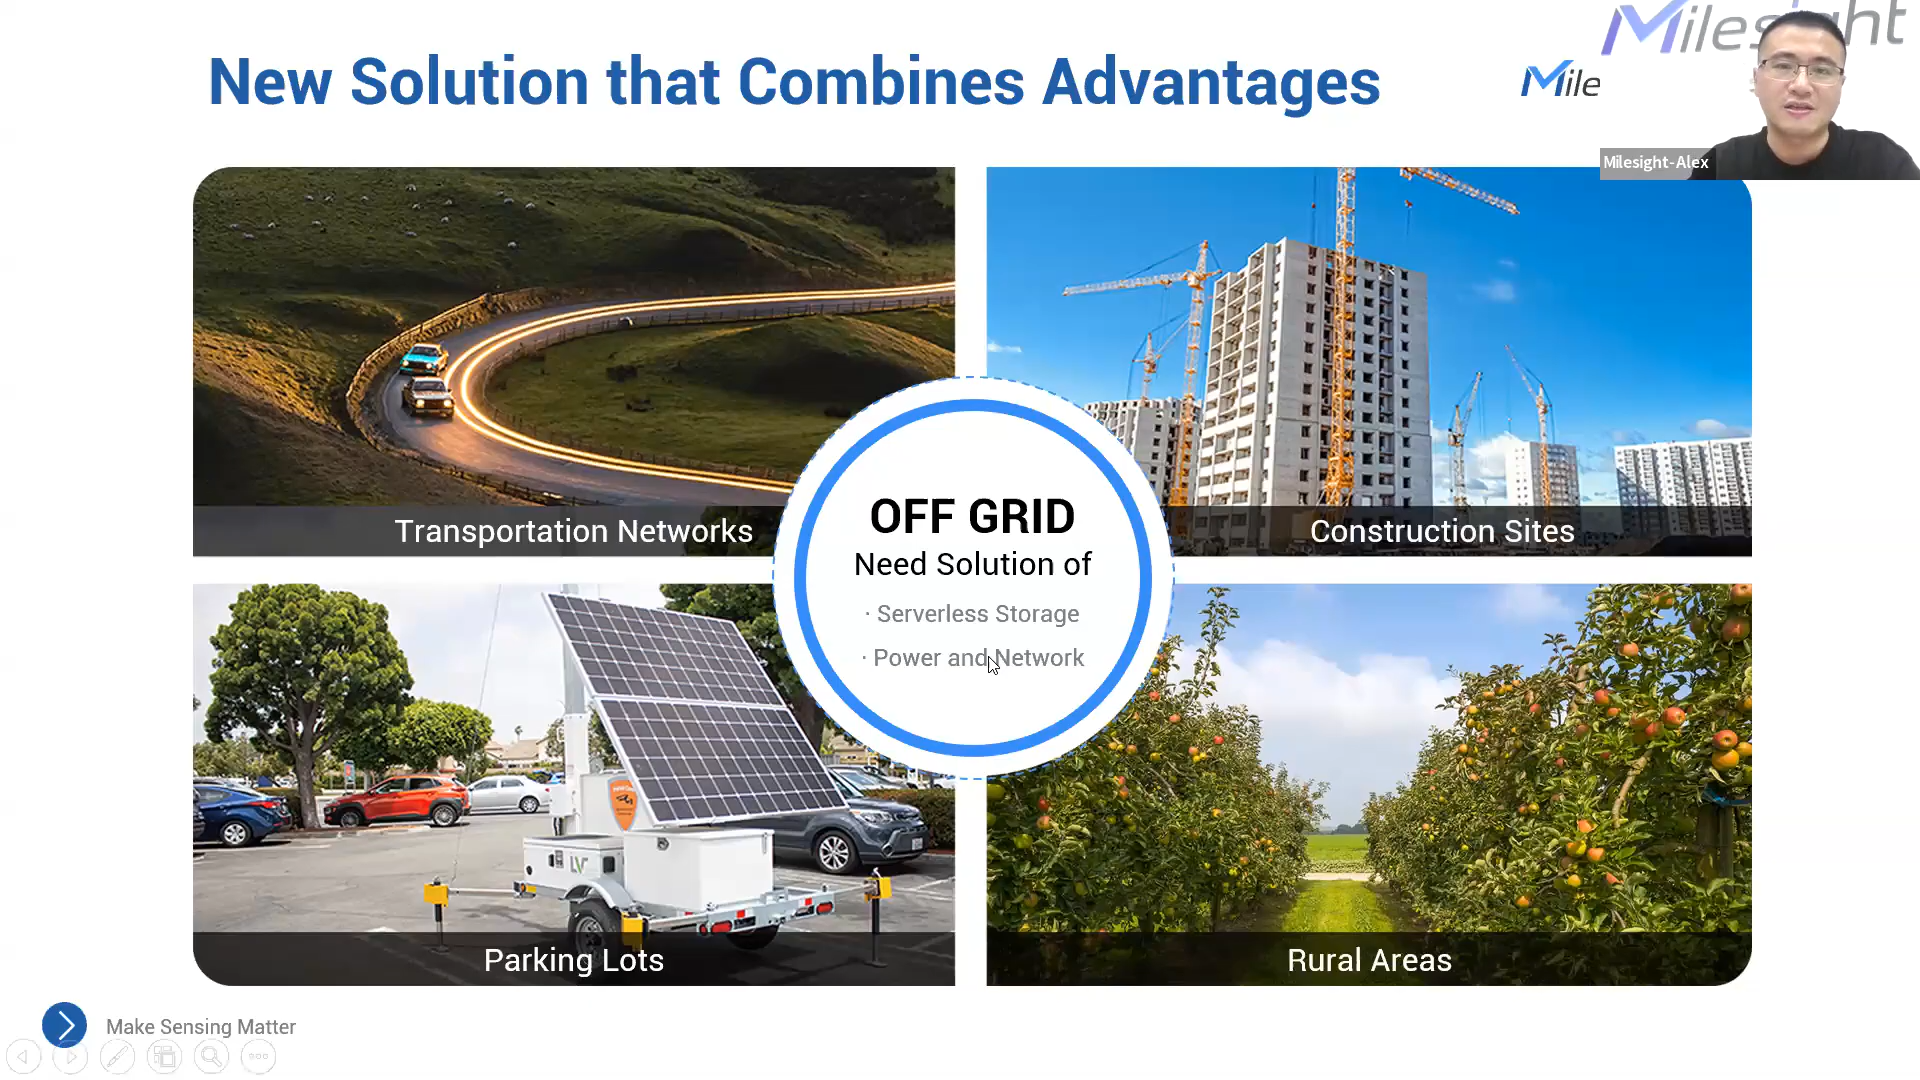 New Solution that Combines Advantages
Milesight
Mile
Milesight-Alex
Transportation Networks
Construction Sites
OFF GRID
Need Solution of
· Serverless Storage
· Power and Network
LV
Parking Lots
Rural Areas
Make Sensing Matter